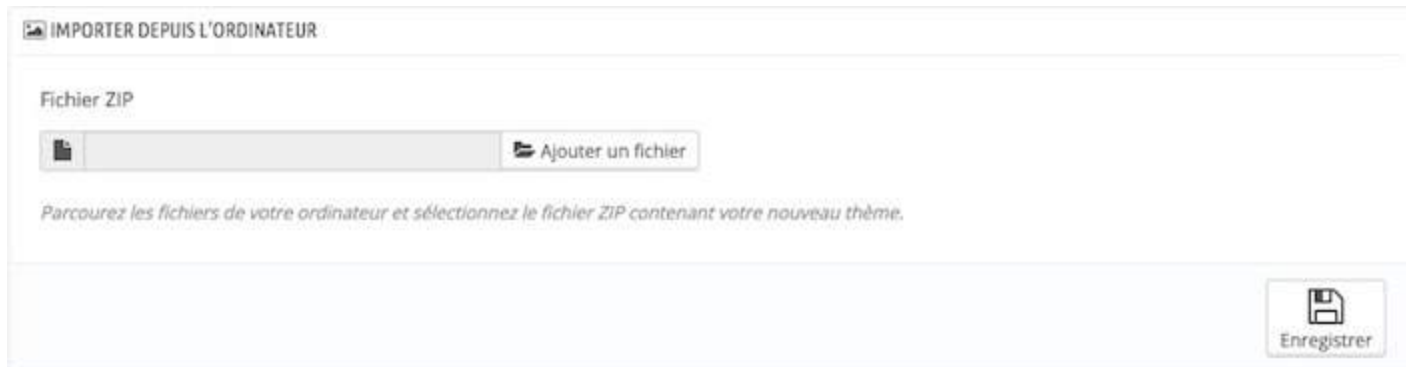 IMPORTER DEPUIS L'ORDINATEUR
Fichier ZIP
Ajouter un fichier
Parcourez les fichiers de votre ordinateur et sélectionnez le fichier ZIP contenant votre nouveau thème.
Enregistrer